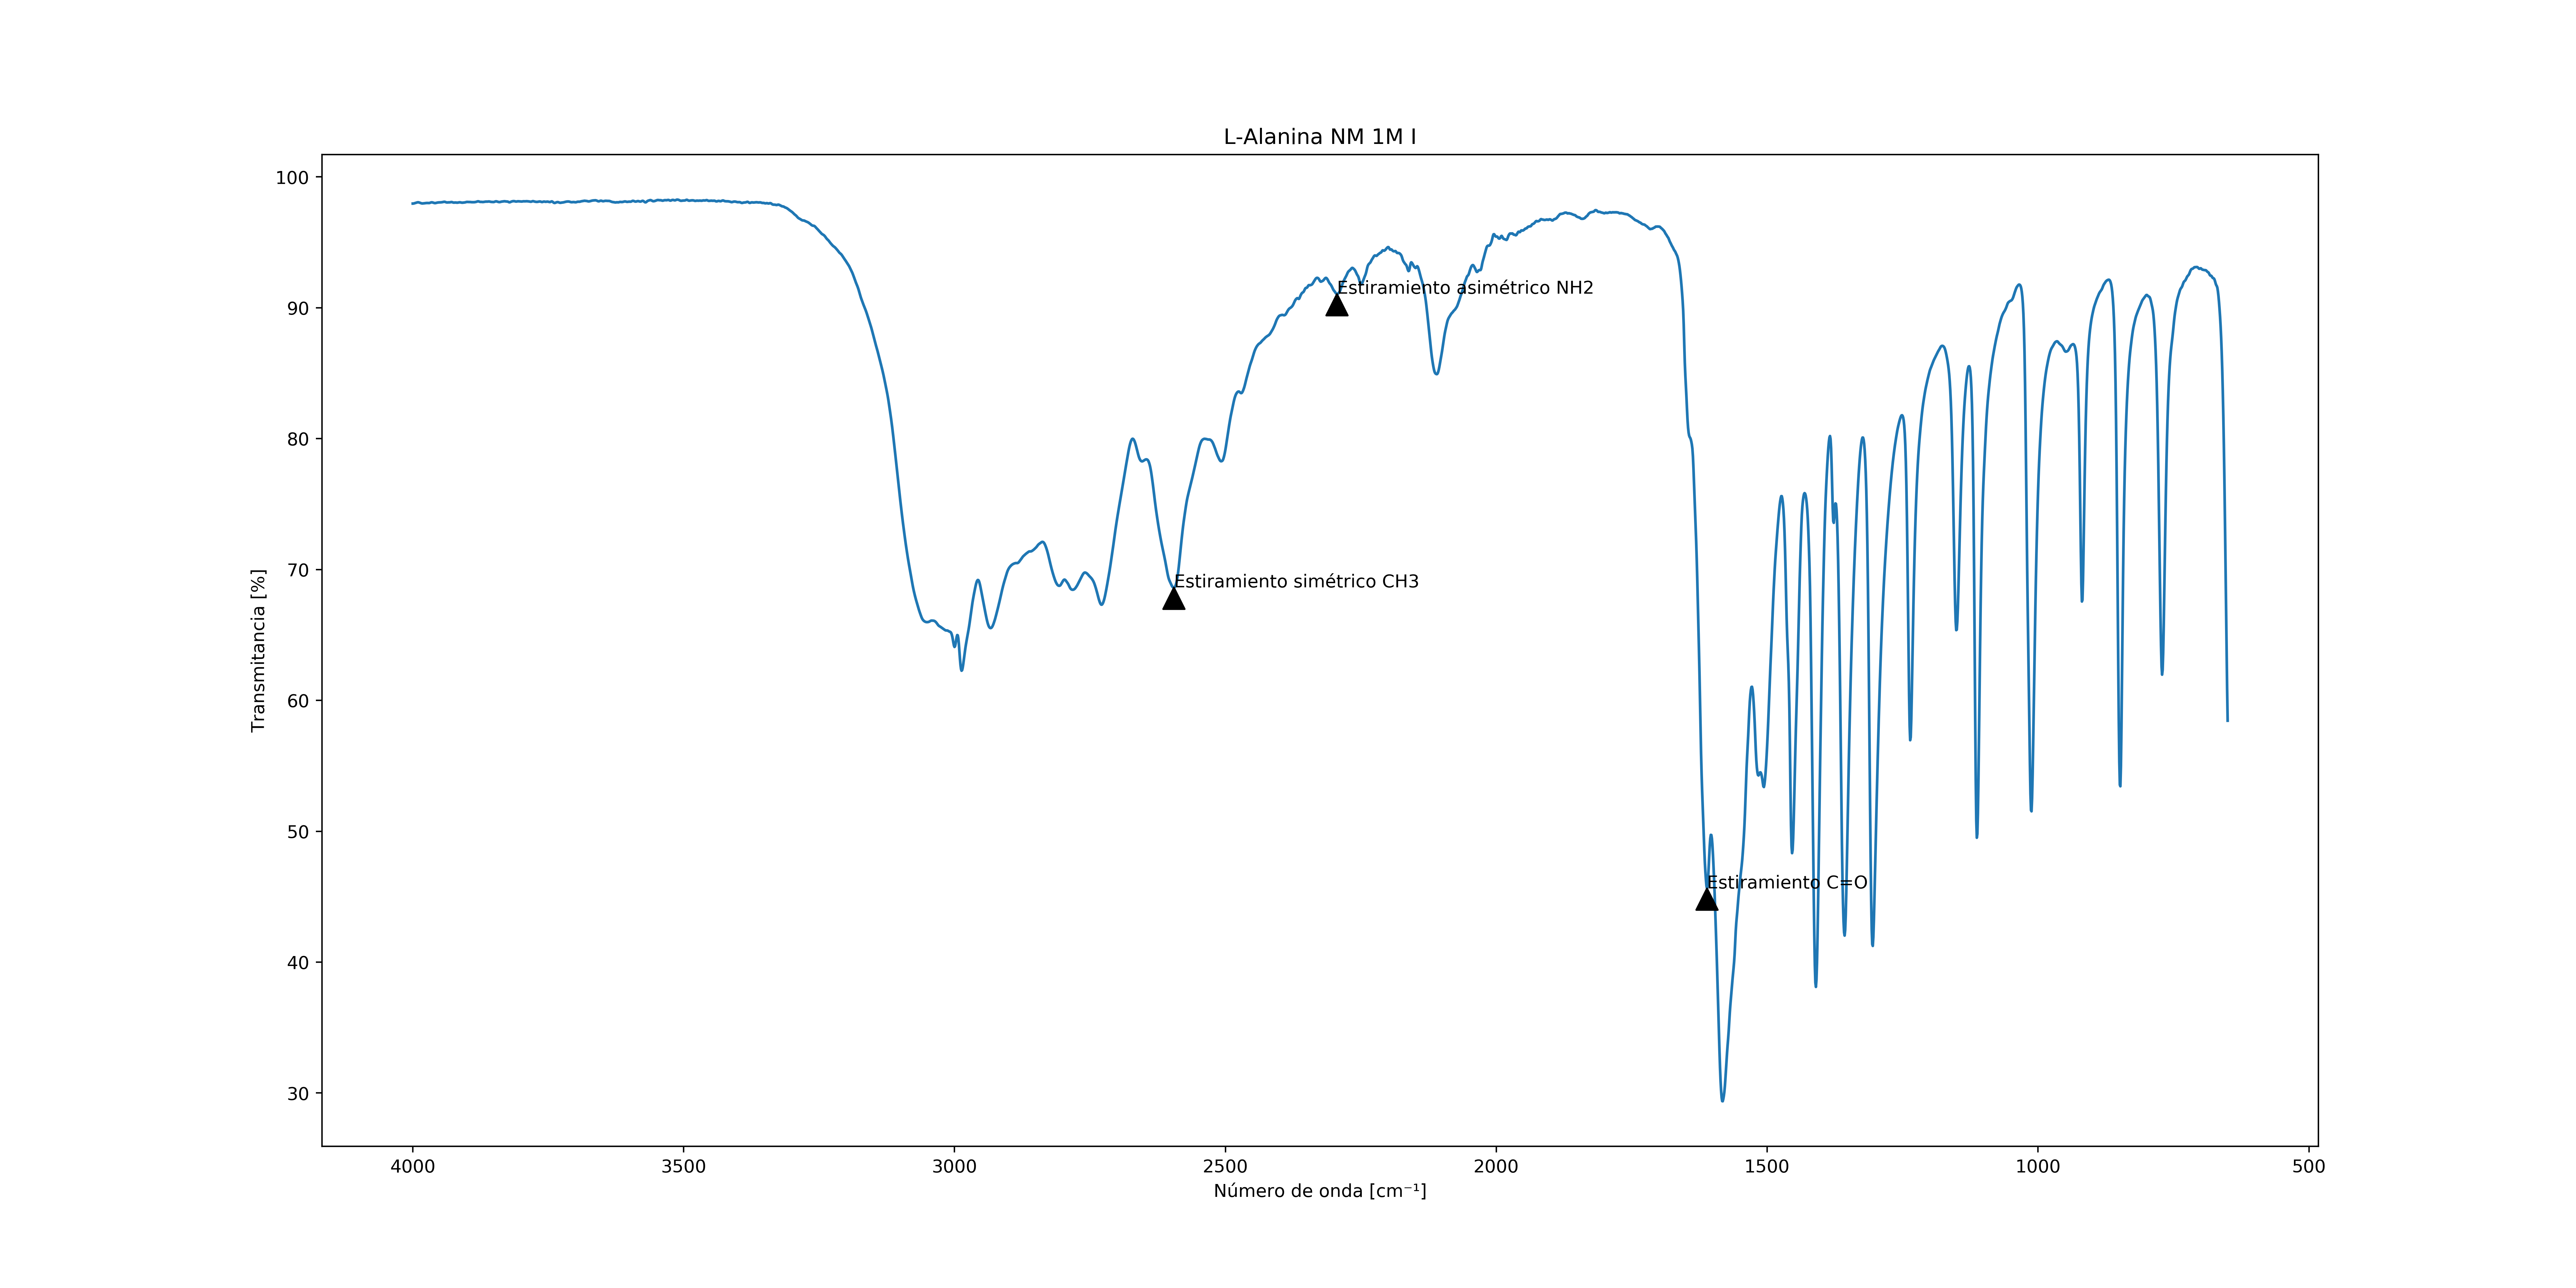 L-Alanina NM 1M I
100
90
80
70
60
50
40
30
Transmitancia [%]
Estiramiento asimétrico NH2
Estiramiento simétrico CH3
Estiramiento C=O
4000
3500
3000
2500
2000
1500
1000
500
Número de onda [cm⁻¹]